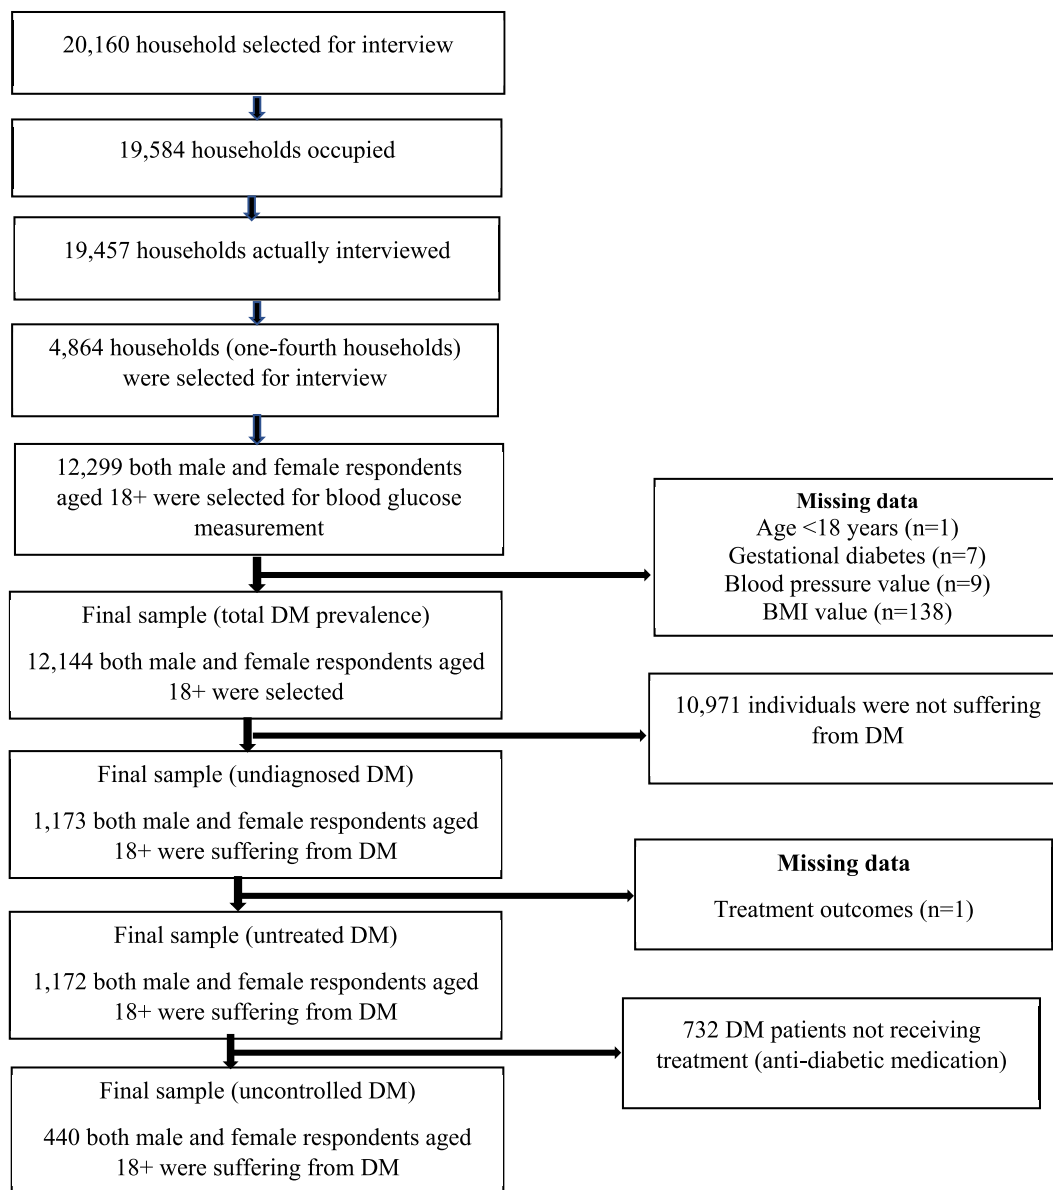 20,160 household selected for interview
19,584 households occupied
19,457 households actually interviewed
4,864 households (one-fourth households)
were selected for interview
12,299 both male and female respondents
aged 18+ were selected for blood glucose
measurement
Missing data
Age <18 years (n=1)
Gestational diabetes (n=7)
Blood pressure value (n=9)
BMI value (n=138)
Final sample (total DM prevalence)
12,144 both male and female respondents aged
18+ were selected
10,971 individuals were not suffering
from DM
Final sample (undiagnosed DM)
1,173 both male and female respondents aged
18+ were suffering from DM
Missing data
Treatment outcomes (n=1)
Final sample (untreated DM)
1,172 both male and female respondents aged
18+ were suffering from DM
732 DM patients not receiving
treatment (anti-diabetic medication)
Final sample (uncontrolled DM)
440 both male and female respondents aged
18+ were suffering from DM